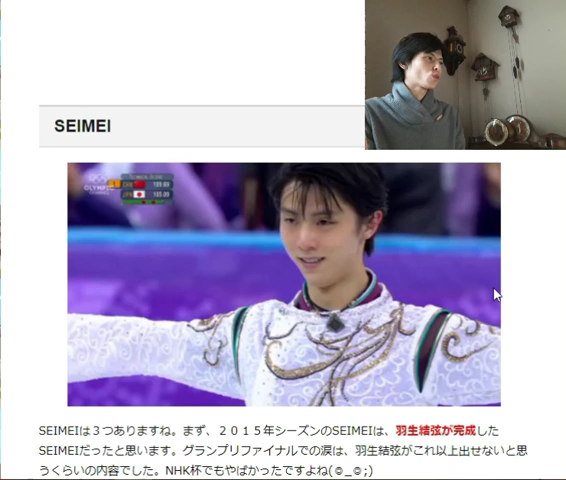 SEIMEI
OLYMPIC
SEIMEIは３つありますね。まず、２０１５年シーズンのSEIMEIは、羽生結弦が完成した
SEIMEIだったと思います。グランプリファイナルでの涙は、羽生結弦がこれ以上出せないと思
うくらいの内容でした。NHK杯でもやばかったですよね(☺_☺;)